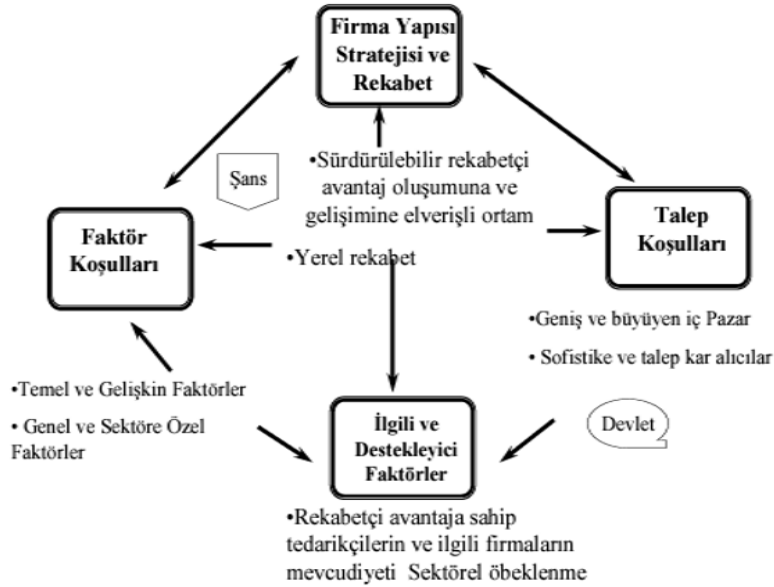 Firma Yapısı
Stratejisi ve
Rekabet
Şans
•Sürdürülebilir rekabetçi
avantaj oluşumuna ve
gelişimine elverişli ortam
•Yerel rekabet
Faktör
Koşulları
Talep
Koşulları
•Geniş ve büyüyen iç Pazar
• Sofistike ve talep kar alıcılar
•Temel ve Gelişkin Faktörler
• Genel ve Sektöre Özel
Faktörler
İlgili ve
Destekleyici
Faktörler
Devlet
•Rekabetçi avantaja sahip
tedarikçilerin ve ilgili firmaların
mevcudiyeti  Sektörel öbeklenme